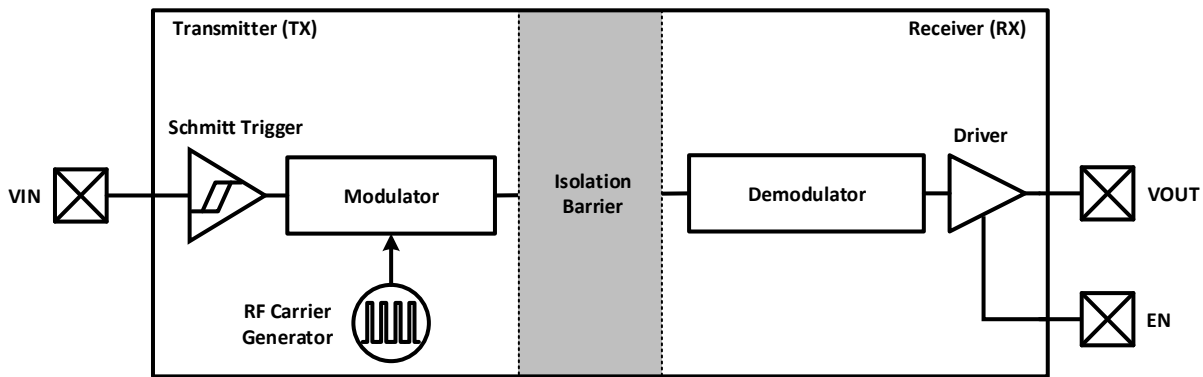 Transmitter (TX)
Receiver (RX)
Schmitt Trigger
Driver
VIN
Modulator
Isolation
Barrier
Demodulator
VOUT
RF Carrier
Generator
EN